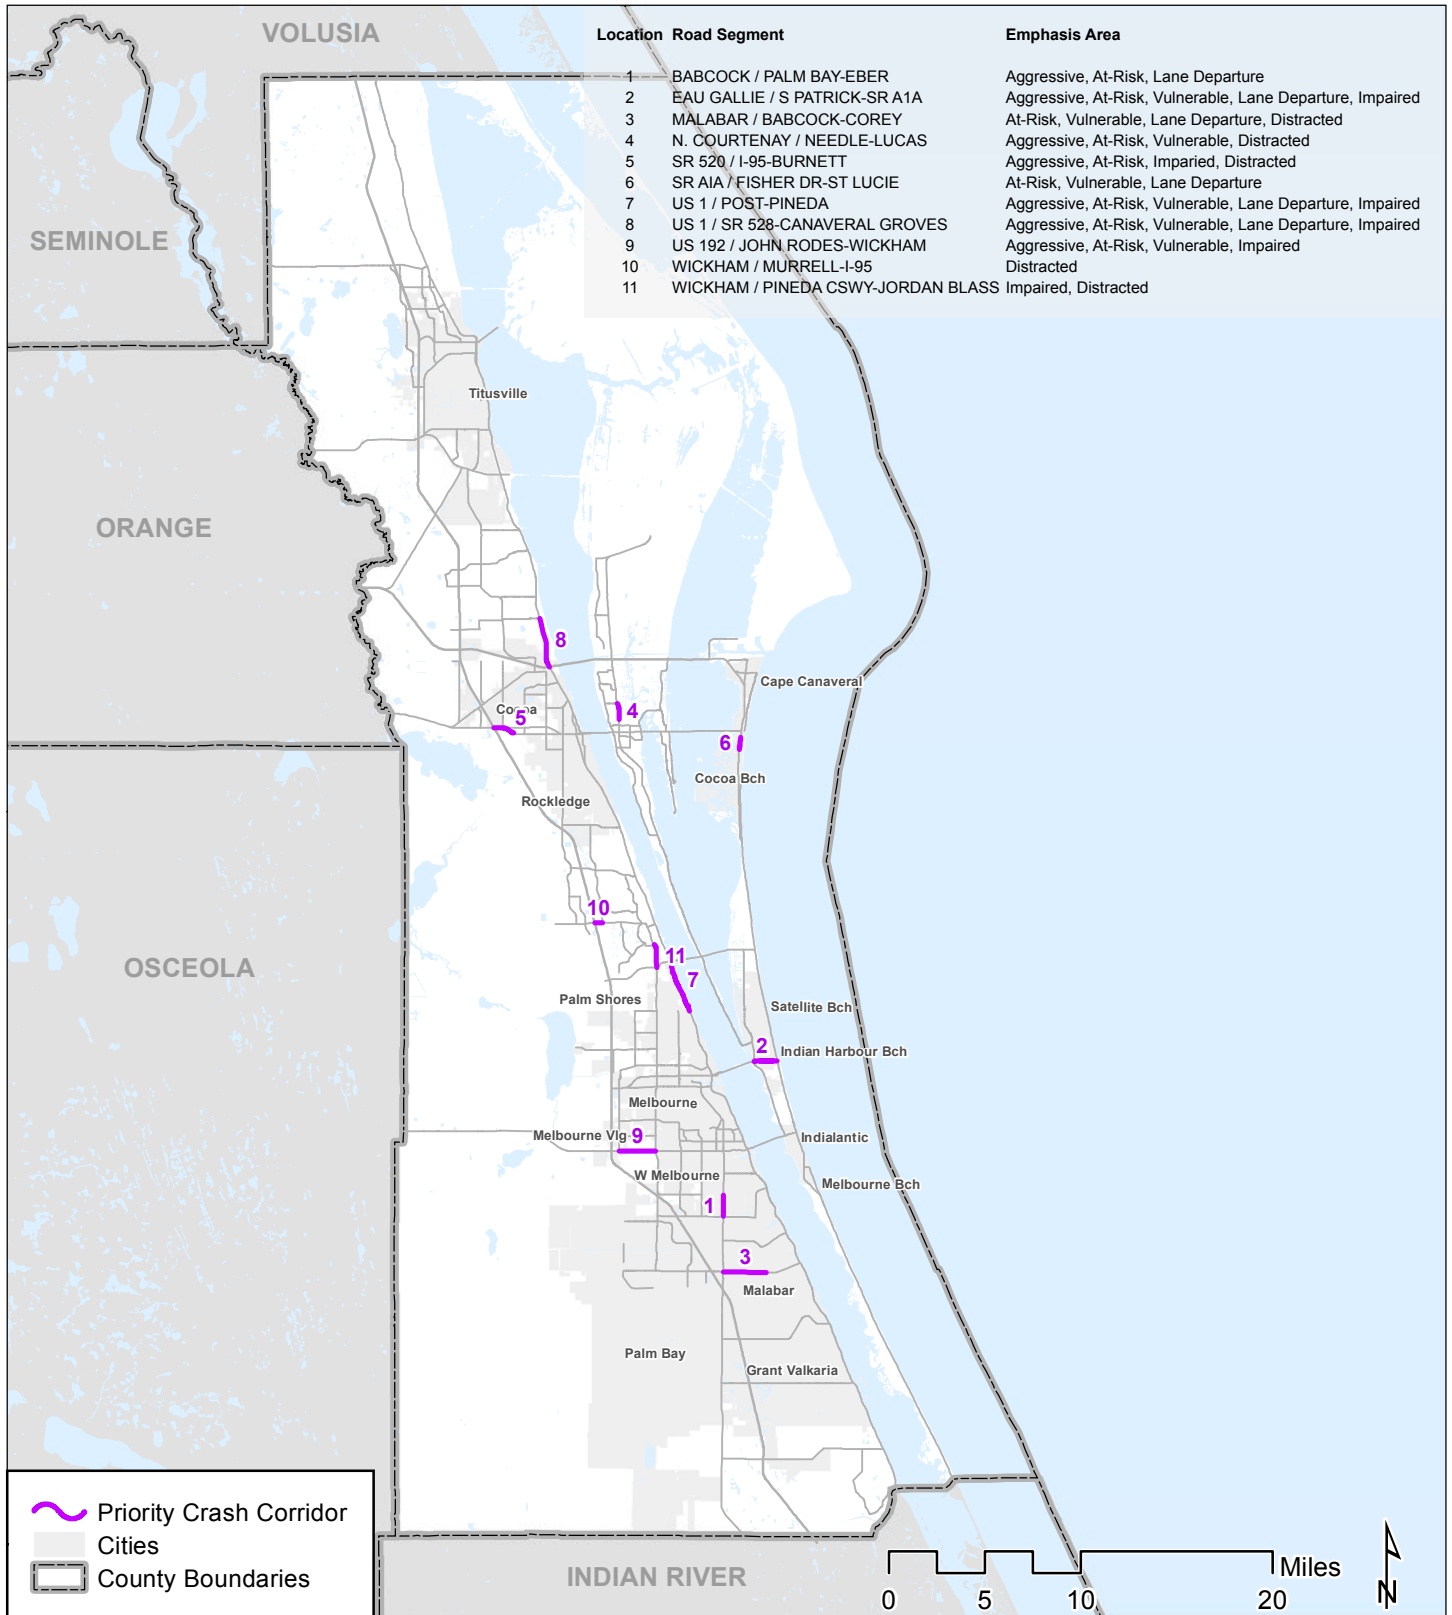 VOLUSIA
Location Road Segment Emphasis Area
1 BABCOCK / PALM BAY-EBER Aggressive, At-Risk, Lane Departure
2 EAU GALLIE / S PATRICK-SR A1A Aggressive, At-Risk, Vulnerable, Lane Departure, Impaired
3 MALABAR / BABCOCK-COREY At-Risk, Vulnerable, Lane Departure, Distracted
4 N. COURTENAY / NEEDLE-LUCAS Aggressive, At-Risk, Vulnerable, Distracted
5 SR 520 / I-95-BURNETT Aggressive, At-Risk, Imparied, Distracted
6 SR AIA / FISHER DR-ST LUCIE At-Risk, Vulnerable, Lane Departure
7 US 1 / POST-PINEDA Aggressive, At-Risk, Vulnerable, Lane Departure, Impaired
8 US 1 / SR 528-CANAVERAL GROVES Aggressive, At-Risk, Vulnerable, Lane Departure, Impaired
9 US 192 / JOHN RODES-WICKHAM Aggressive, At-Risk, Vulnerable, Impaired
10 WICKHAM / MURRELL-I-95 Distracted
11 WICKHAM / PINEDA CSWY-JORDAN BLASS Impaired, Distracted
SEMINOLE
Titusville
ORANGE
8
Cape Canaveral
Cocoa
4
5
6
Cocoa Bch
Rockledge
10
11
OSCEOLA
7
Palm Shores
Satellite Bch
2
Indian Harbour Bch
Melbourne
Melbourne Vlg
9
Indialantic
W Melbourne
Melbourne Bch
1
3
Malabar
Palm Bay
Grant Valkaria
Priority Crash Corridor
Cities
County Boundaries
INDIAN RIVER
Miles
0 5 10 20
N